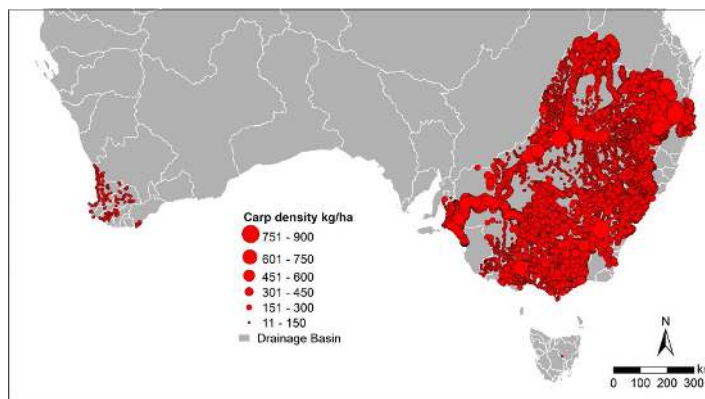 Carp density kg/ha
751 - 900
601 - 750
451 - 600
301 - 450
151 - 300
11 - 150
Drainage Basin
N
km
0 100 200 300